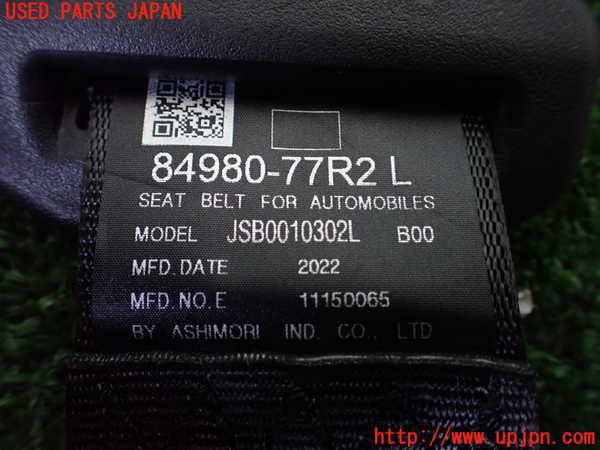 USED PARTS JAPAN
84980-77R2 L
SEAT BELT FOR AUTOMOBILES
MODEL JSB0010302L B00
MFD.DATE 2022
MFD.NO.E 11150065
BY ASHIMORI IND. CO., LTD
http://www.upjpn.com/